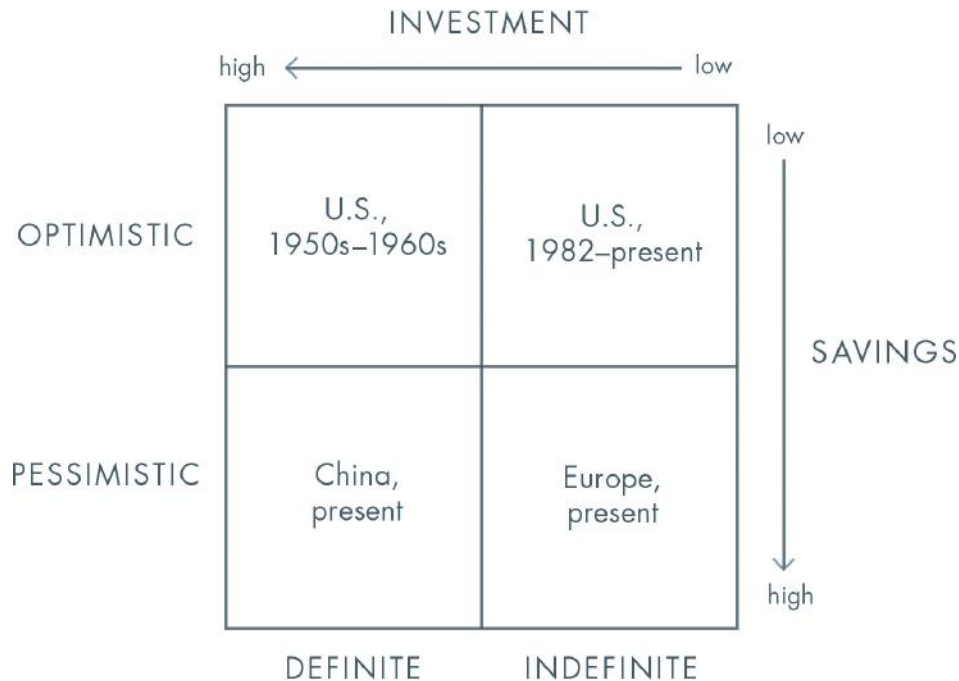 INVESTMENT
high low
low
OPTIMISTIC
U.S.,
1950s–1960s
U.S.,
1982–present
SAVINGS
PESSIMISTIC
China,
present
Europe,
present
high
DEFINITE INDEFINITE